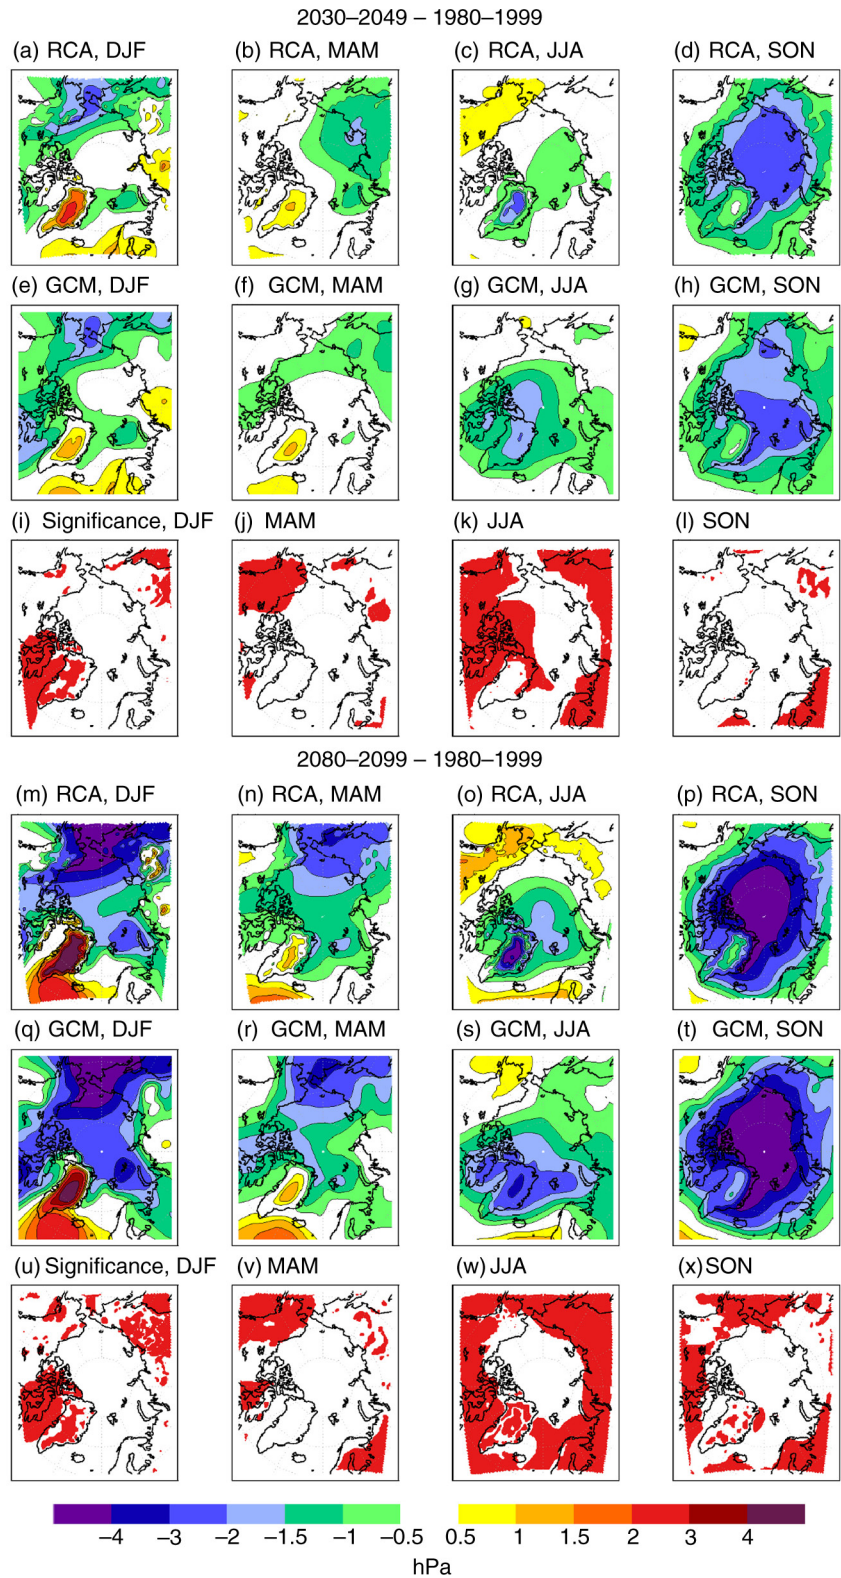 2030–2049 – 1980–1999
(a) RCA, DJF (b) RCA, MAM (c) RCA, JJA (d) RCA, SON
(e) GCM, DJF (f) GCM, MAM (g) GCM, JJA (h) GCM, SON
(i) Significance, DJF (j) MAM (k) JJA (l) SON
2080–2099 – 1980–1999
(m) RCA, DJF (n) RCA, MAM (o) RCA, JJA (p) RCA, SON
(q) GCM, DJF (r) GCM, MAM (s) GCM, JJA (t) GCM, SON
(u) Significance, DJF (v) MAM (w) JJA (x) SON
–4 –3 –2 –1.5 –1 –0.5 0.5 1 1.5 2 3 4
hPa